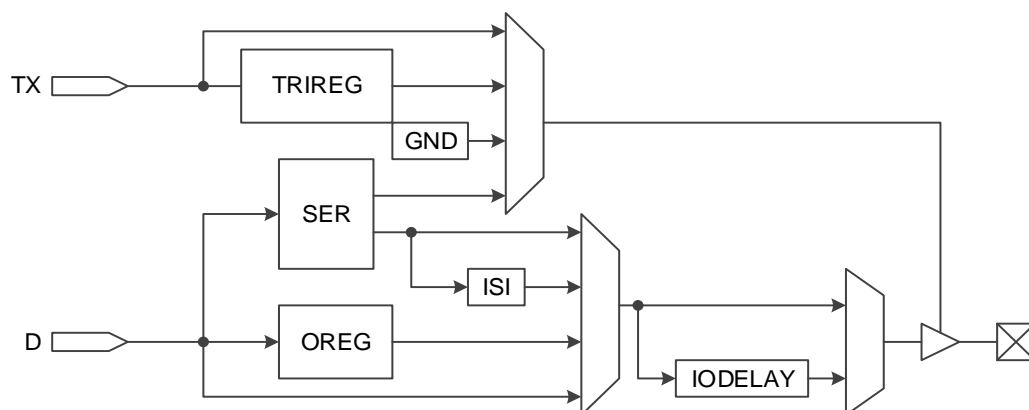 TX
TRIREG
GND
SER
ISI
D
OREG
IODELAY